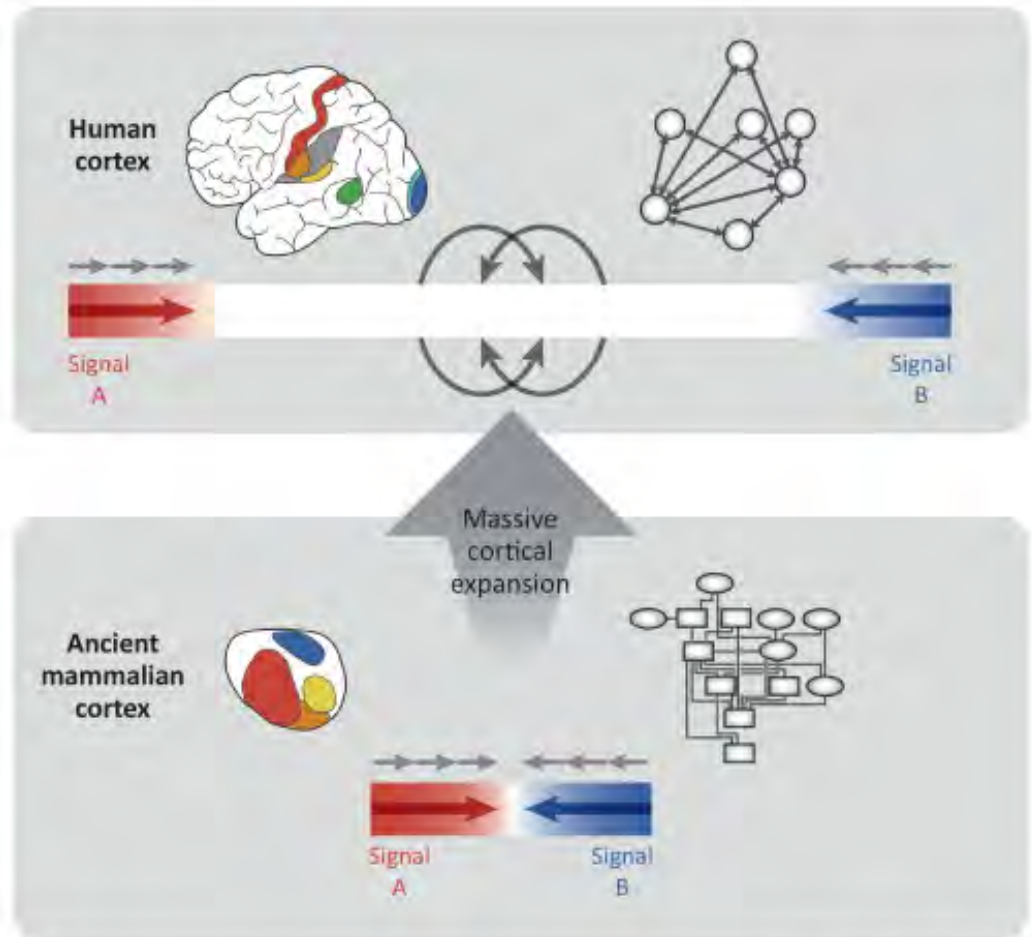 Human
cortex
Signal
A
Signal
B
Massive
cortical
expansion
Ancient
mammalian
cortex
Signal
A
Signal
B